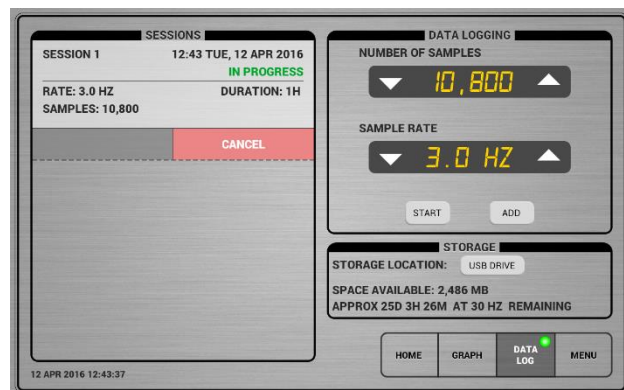 SESSIONS
SESSION 1 12:43 TUE, 12 APR 2016
IN PROGRESS
RATE: 3.0 HZ DURATION: 1H
SAMPLES: 10,800
CANCEL
12 APR 2016 12:43:37
DATA LOGGING
NUMBER OF SAMPLES
10,800
SAMPLE RATE
3.0 HZ
START ADD
STORAGE
STORAGE LOCATION: USB DRIVE
SPACE AVAILABLE: 2,486 MB
APPROX 25D 3H 26M AT 30 HZ REMAINING
HOME GRAPH DATA LOG MENU